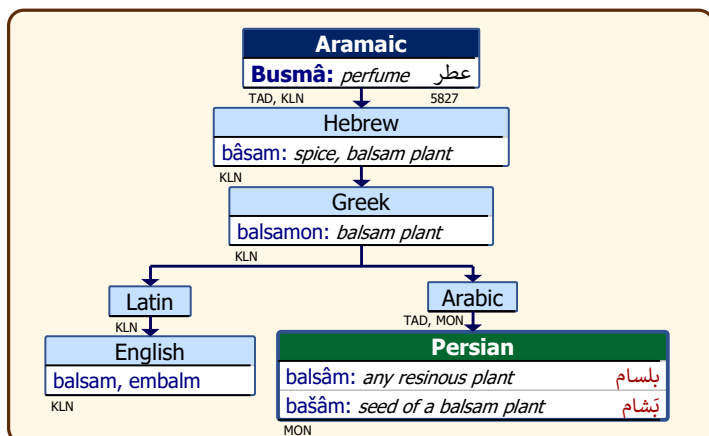 Aramaic
Busmâ: perfume عطر
TAD, KLN 5827
Hebrew
bâsam: spice, balsam plant
KLN
Greek
balsamon: balsam plant
KLN
Latin
Arabic
KLN
TAD, MON
English
balsam, embalm
KLN
Persian
balsâm: any resinous plant بلسام
bašâm: seed of a balsam plant بَشام
MON